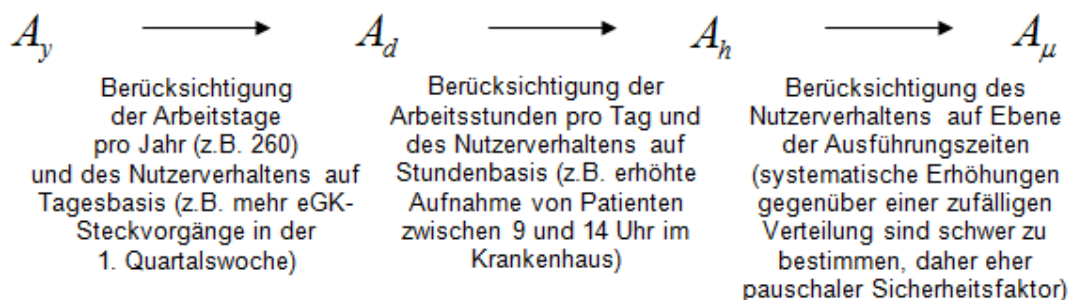 A_y → A_d → A_h → A_μ
Berücksichtigung
der Arbeitstage
pro Jahr (z.B. 260)
und des Nutzerverhaltens auf
Tagesbasis (z.B. mehr eGK-
Steckvorgänge in der
1. Quartalswoche)
Berücksichtigung der
Arbeitsstunden pro Tag und
des Nutzerverhaltens auf
Stundenbasis (z.B. erhöhte
Aufnahme von Patienten
zwischen 9 und 14 Uhr im
Krankenhaus)
Berücksichtigung des
Nutzerverhaltens auf Ebene
der Ausführungszeiten
(systematische Erhöhungen
gegenüber einer zufälligen
Verteilung sind schwer zu
bestimmen, daher eher
pauschaler Sicherheitsfaktor)